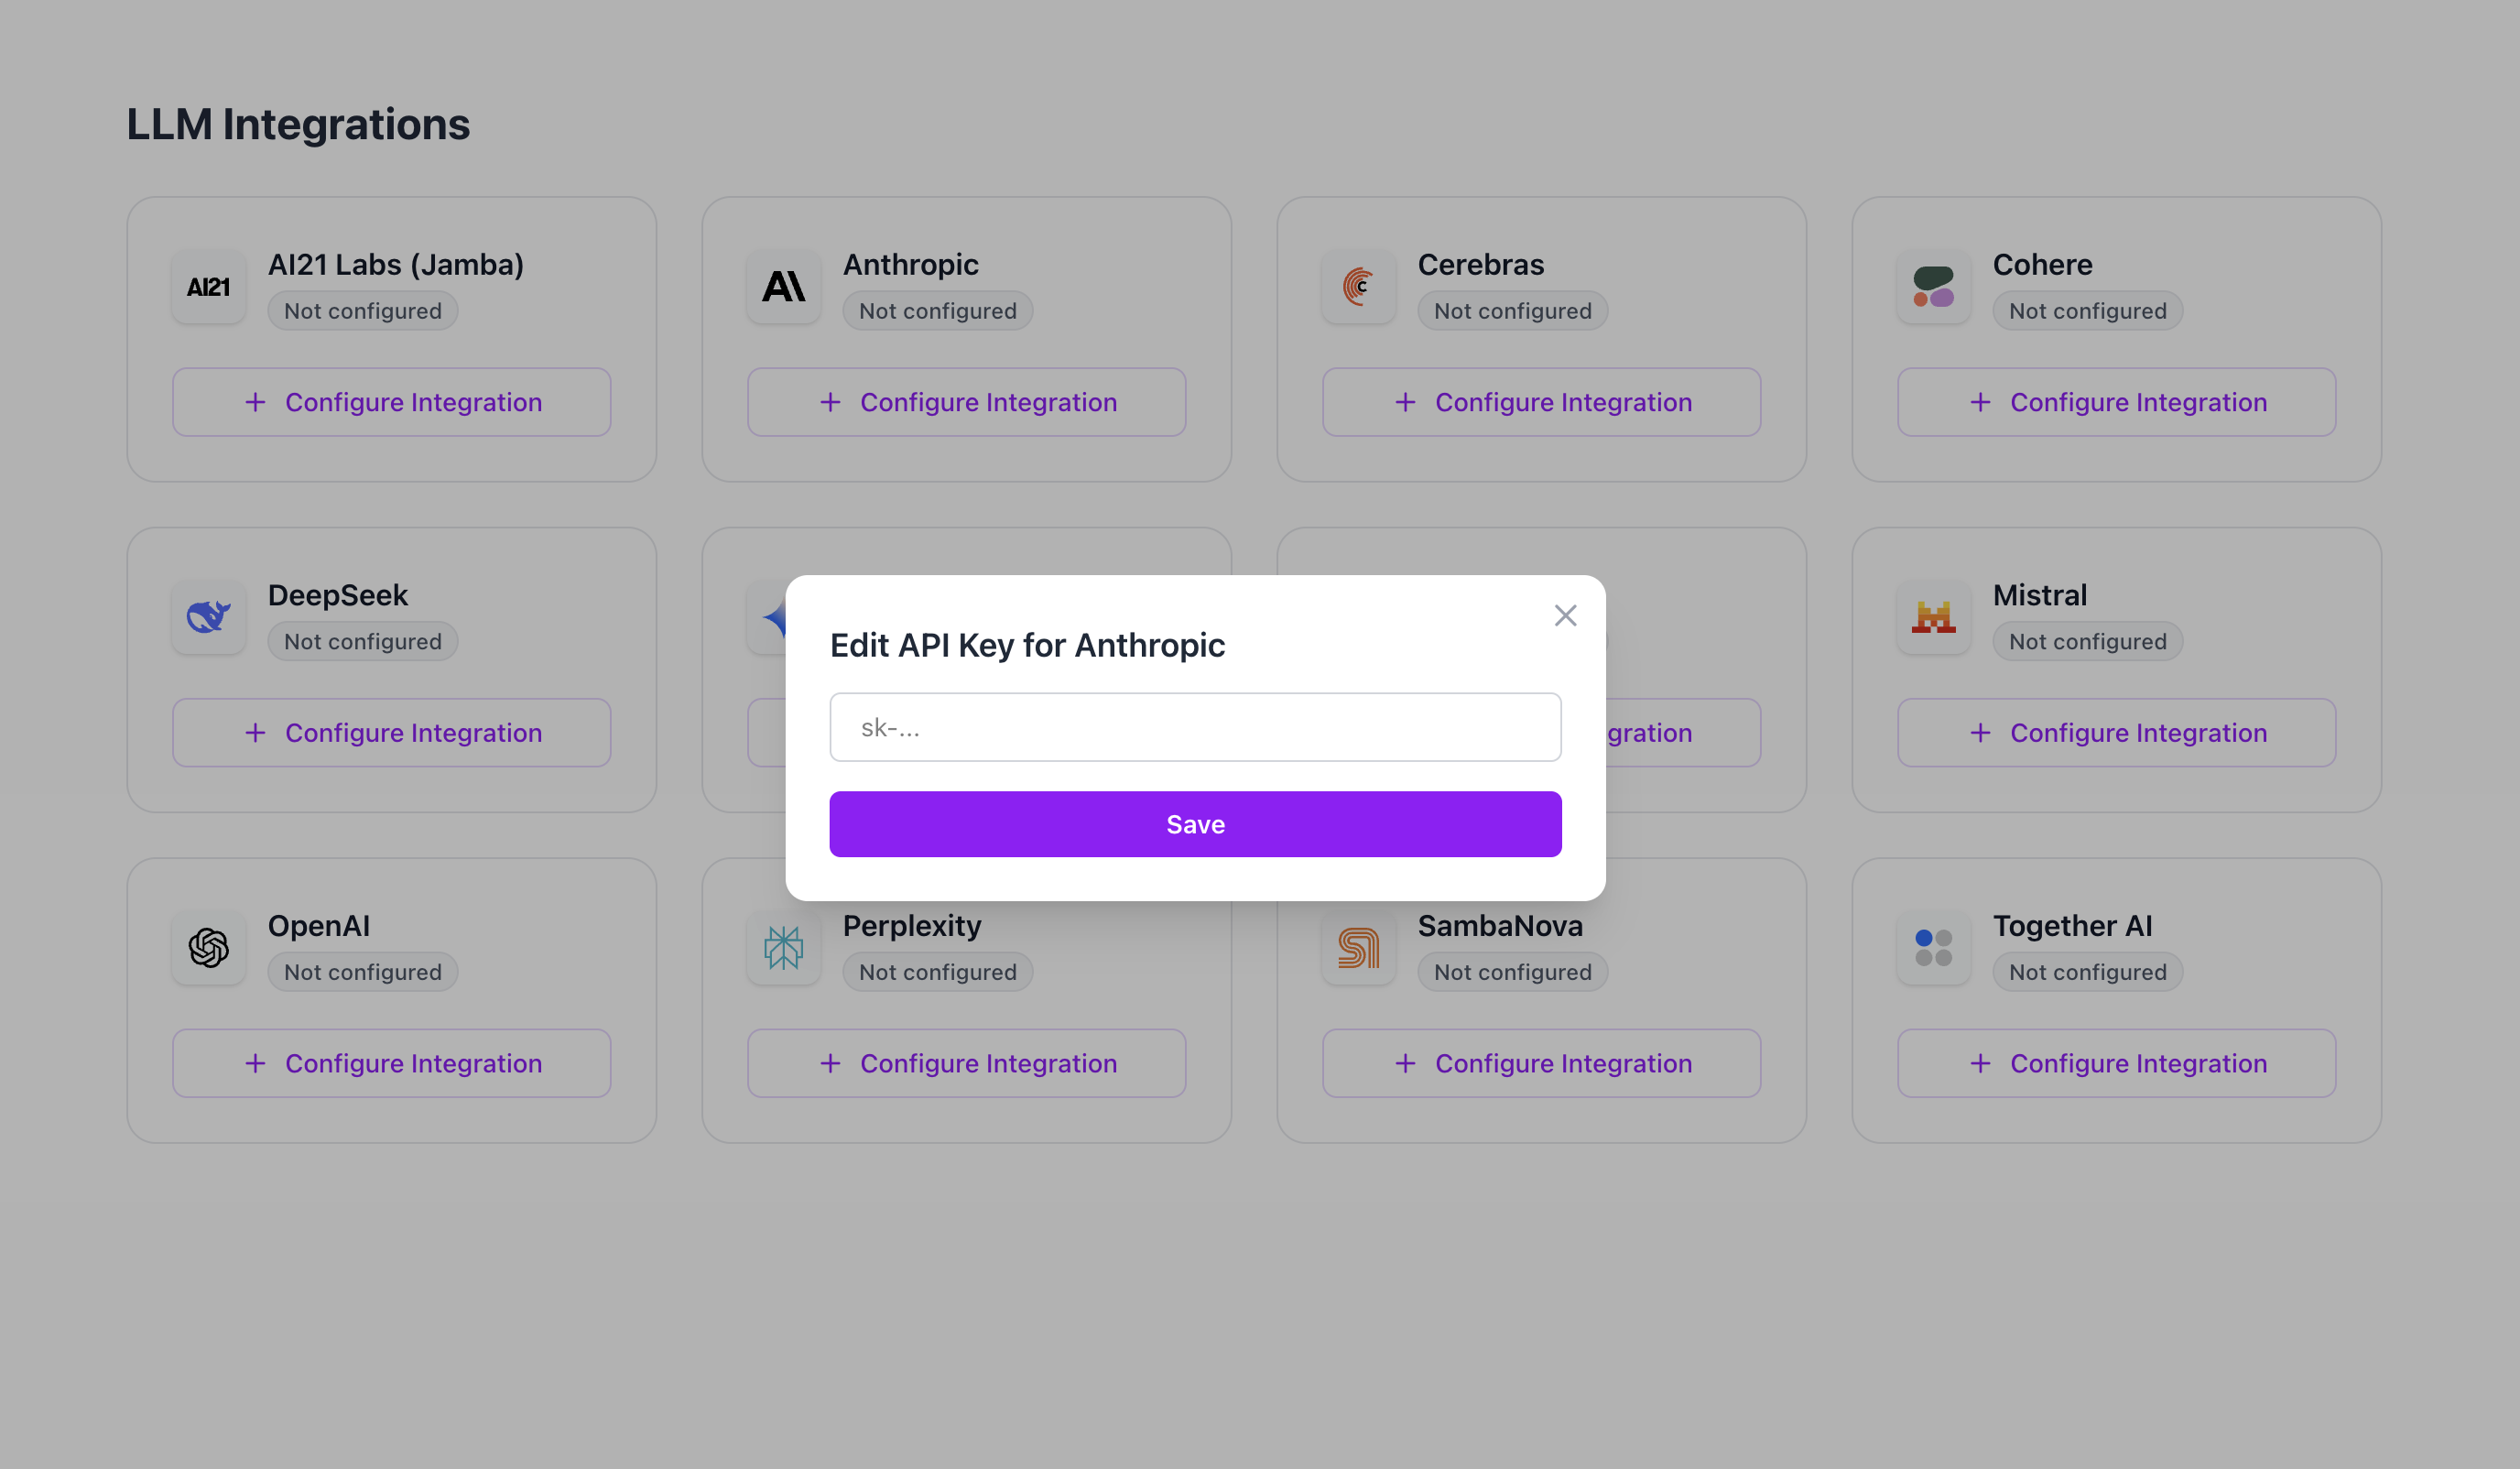 LLM Integrations
AI21
AI21 Labs (Jamba)
Not configured
+ Configure Integration
Anthropic
Not configured
+ Configure Integration
Cerebras
Not configured
+ Configure Integration
Cohere
Not configured
+ Configure Integration
DeepSeek
Not configured
+ Configure Integration
Edit API Key for Anthropic
sk-...
Save
gration
Mistral
Not configured
+ Configure Integration
OpenAI
Not configured
+ Configure Integration
Perplexity
Not configured
+ Configure Integration
SambaNova
Not configured
+ Configure Integration
Together AI
Not configured
+ Configure Integration